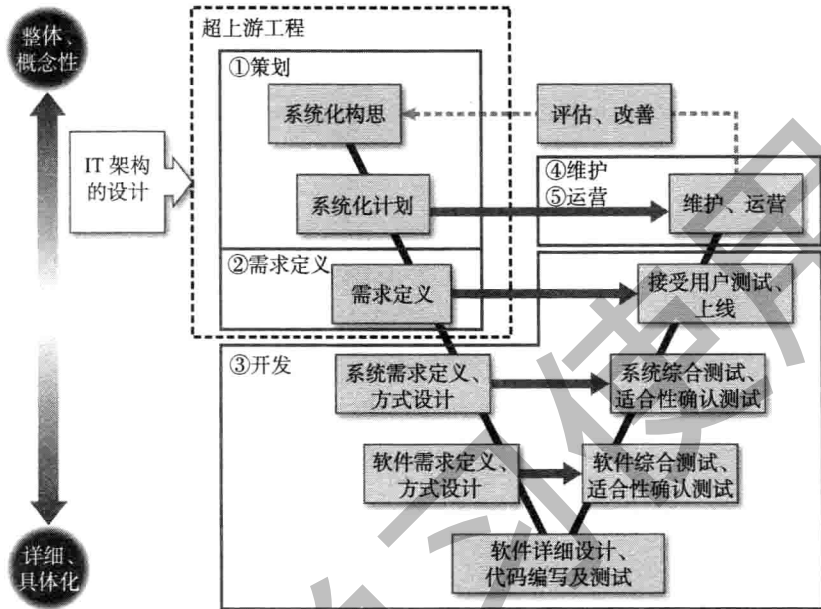 整体、
概念性
超上游工程
①策划
系统化构思
评估、改善
IT 架构
的设计
④维护
⑤运营
系统化计划
维护、运营
②需求定义
需求定义
接受用户测试、
上线
③开发
系统需求定义、
方式设计
系统综合测试、
适合性确认测试
软件需求定义、
方式设计
软件综合测试、
适合性确认测试
详细、
具体化
软件详细设计、
代码编写及测试